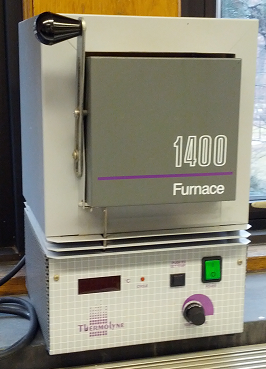 1400
Furnace
°C
THERMOLYNE